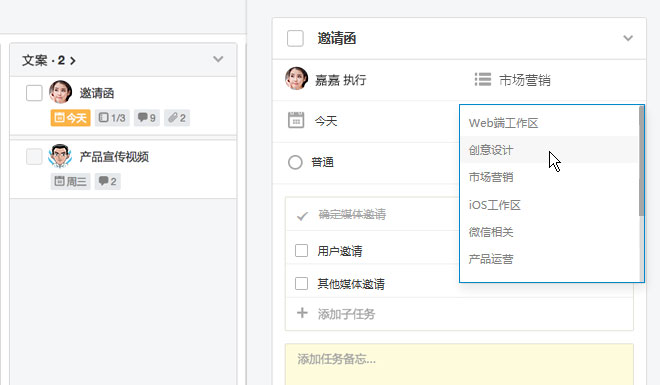 文案 · 2
邀请函
今天 1/3 9 2
产品宣传视频
周三 2
邀请函
嘉嘉 执行 市场营销
今天
普通
Web端工作区
创意设计
市场营销
iOS工作区
微信相关
产品运营
确定媒体邀请
用户邀请
其他媒体邀请
添加子任务
添加任务备忘...